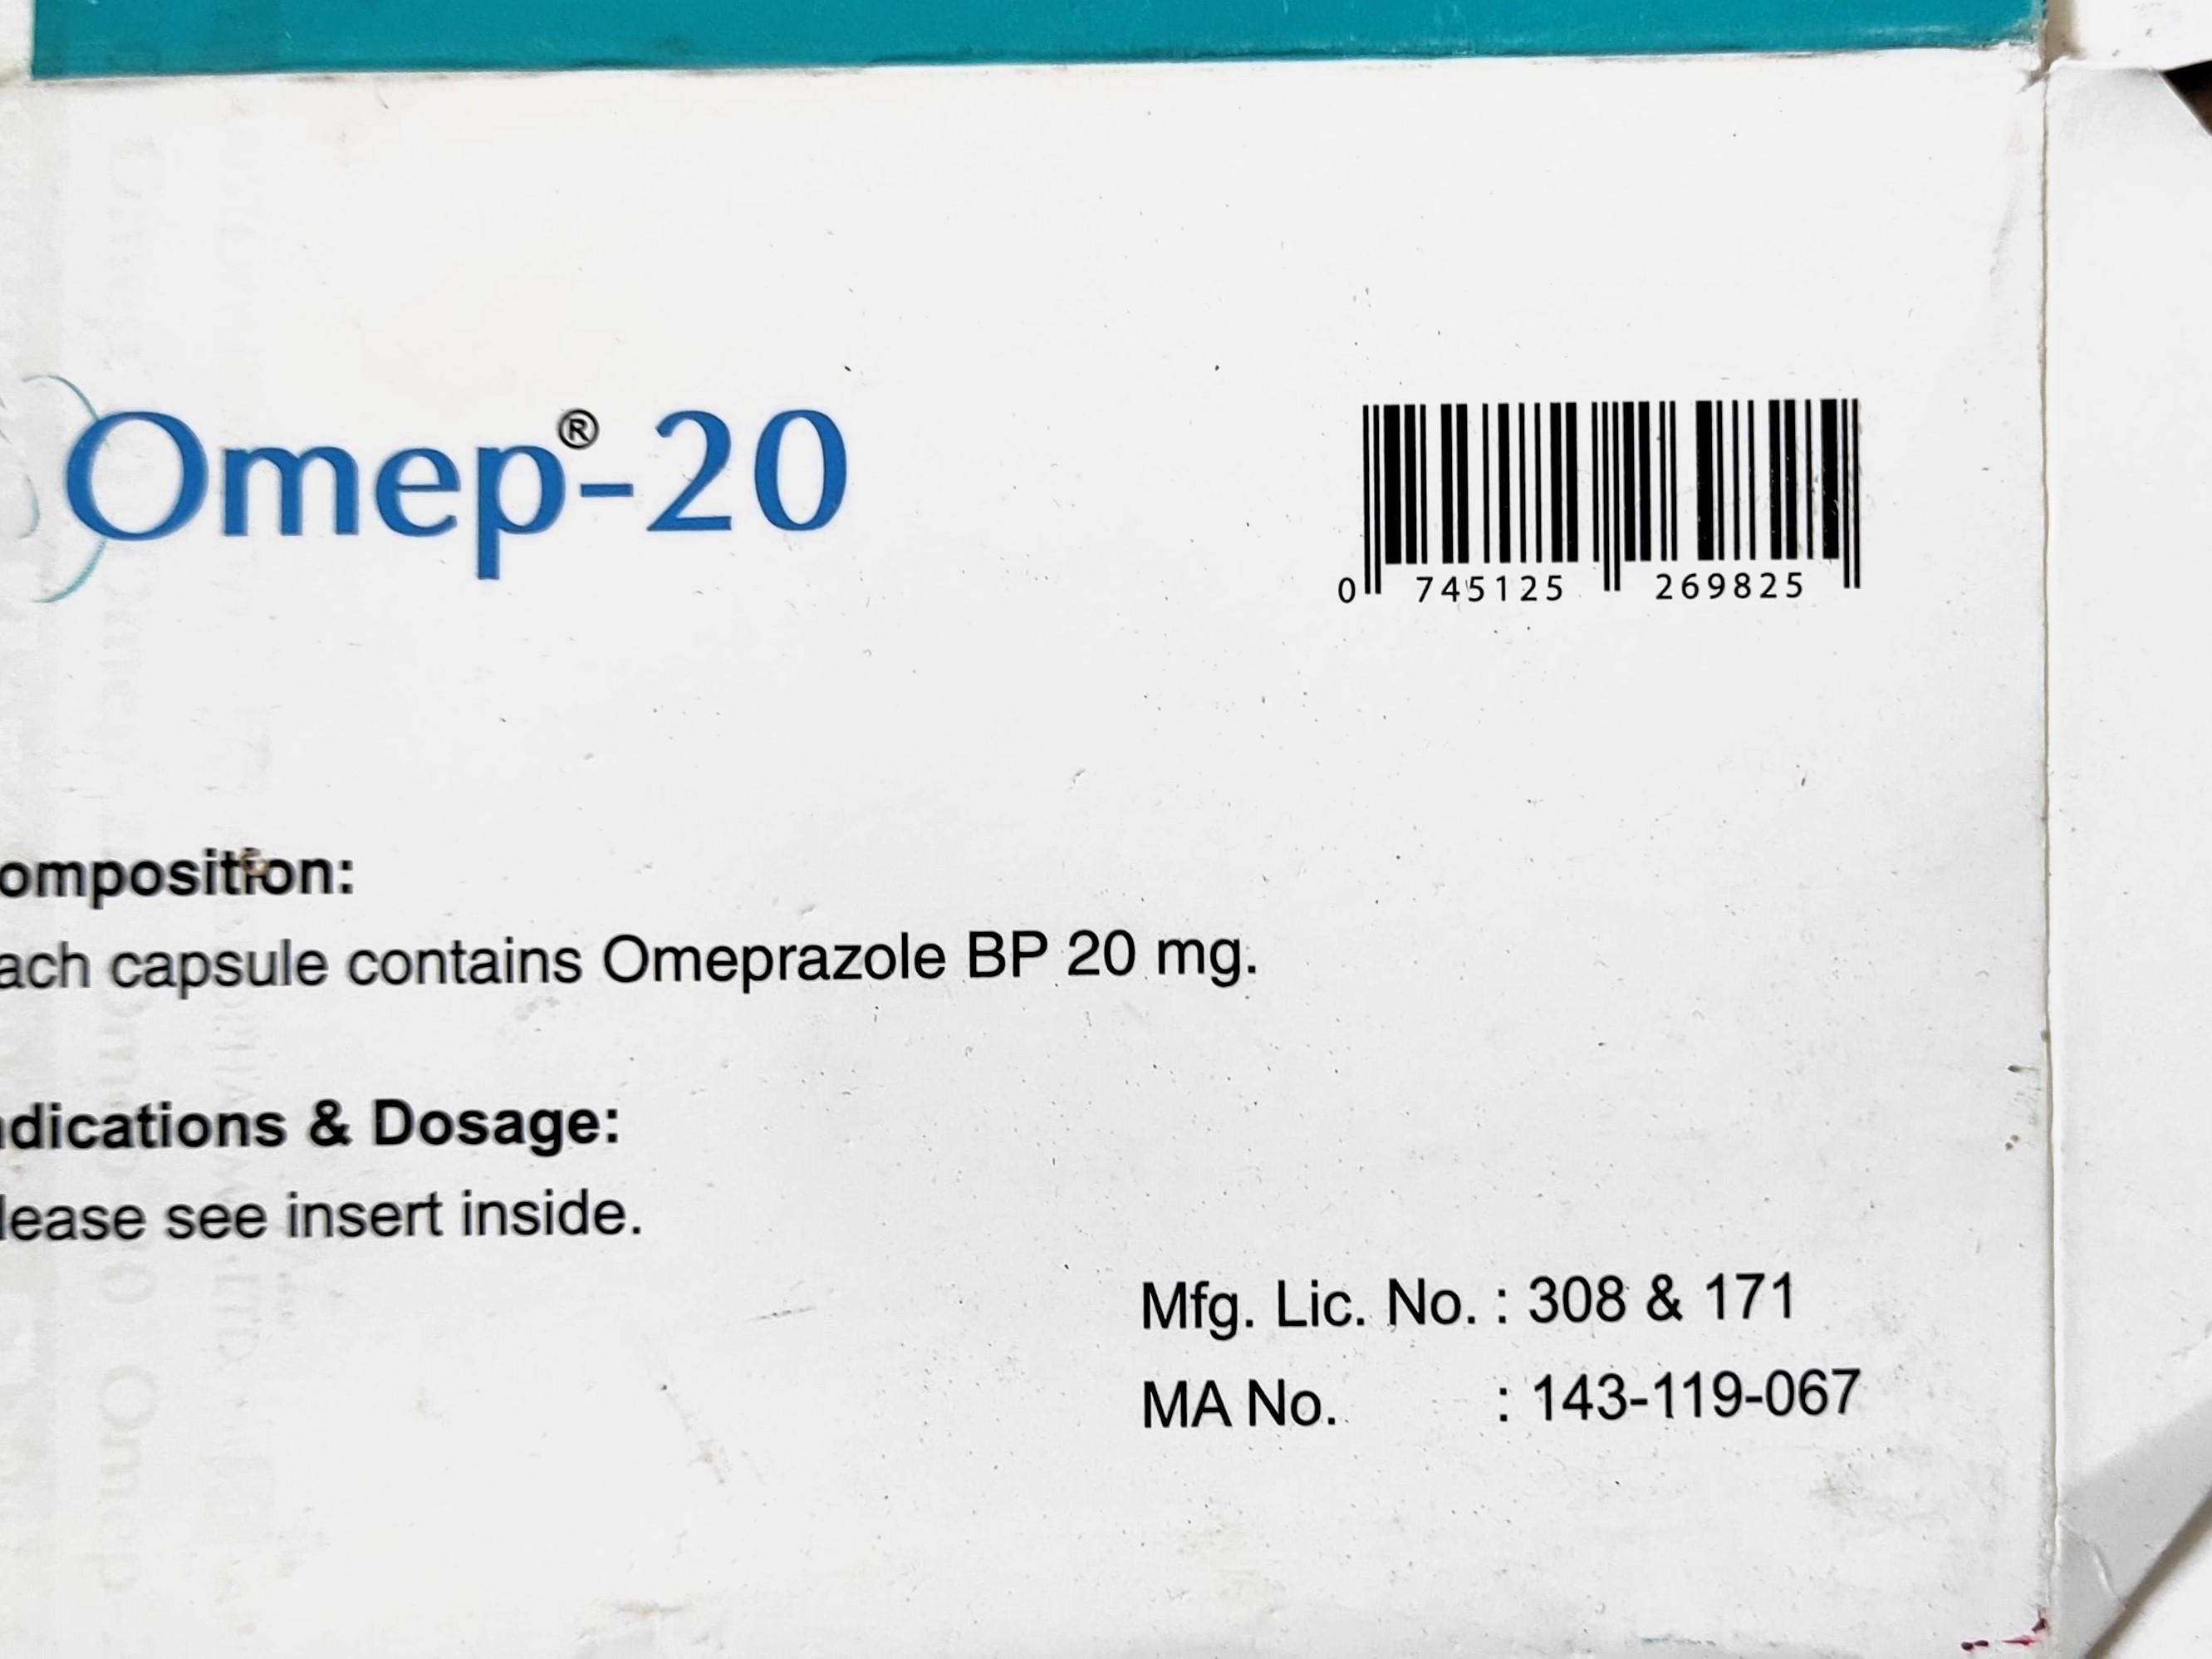 Omep®-20
0 745125 269825
omposition:
ach capsule contains Omeprazole BP 20 mg.
dications & Dosage:
lease see insert inside.
Mfg. Lic. No. : 308 & 171
MA No. : 143-119-067